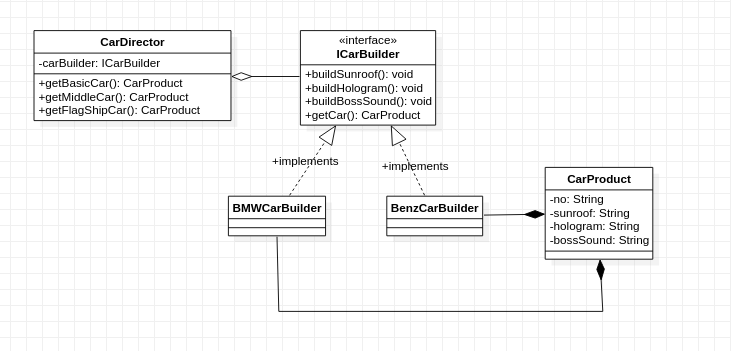 CarDirector
-carBuilder: ICarBuilder
+getBasicCar(): CarProduct
+getMiddleCar(): CarProduct
+getFlagShipCar(): CarProduct
«interface»
ICarBuilder
+buildSunroof(): void
+buildHologram(): void
+buildBossSound(): void
+getCar(): CarProduct
+implements
+implements
BMWCarBuilder
BenzCarBuilder
CarProduct
-no: String
-sunroof: String
-hologram: String
-bossSound: String